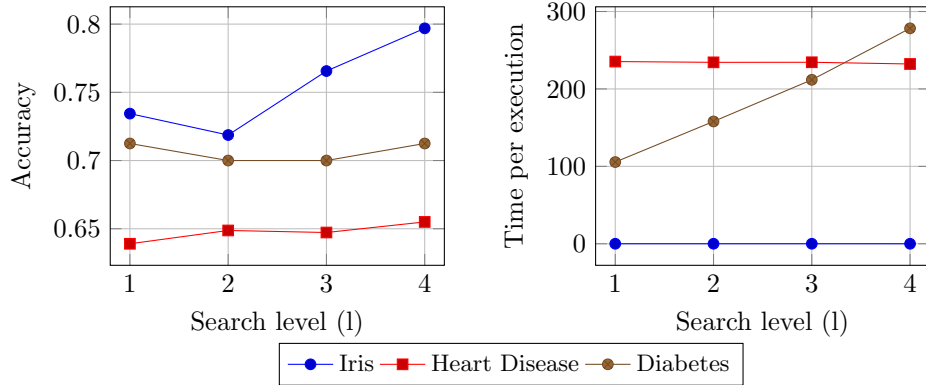 Accuracy
0.8
0.75
0.7
0.65
1 2 3 4
Search level (l)
Time per execution
300
200
100
0
1 2 3 4
Search level (l)
Iris Heart Disease Diabetes